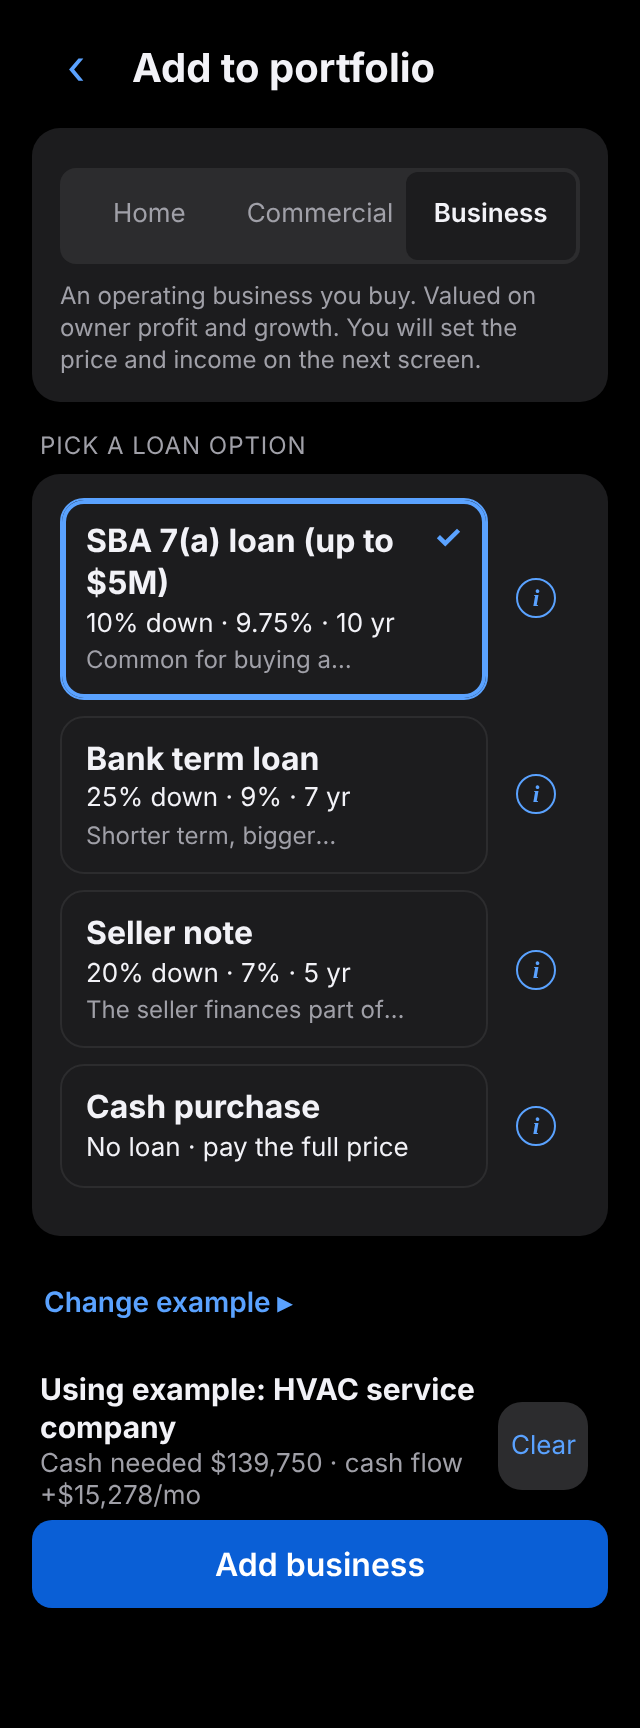 ‹ Add to portfolio
Home Commercial Business
An operating business you buy. Valued on
owner profit and growth. You will set the
price and income on the next screen.
PICK A LOAN OPTION
SBA 7(a) loan (up to ✓
$5M)
10% down · 9.75% · 10 yr
Common for buying a...
i
Bank term loan
25% down · 9% · 7 yr
Shorter term, bigger...
i
Seller note
20% down · 7% · 5 yr
The seller finances part of...
i
Cash purchase
No loan · pay the full price
i
Change example ▸
Using example: HVAC service
company
Cash needed $139,750 · cash flow
+$15,278/mo
Clear
Add business